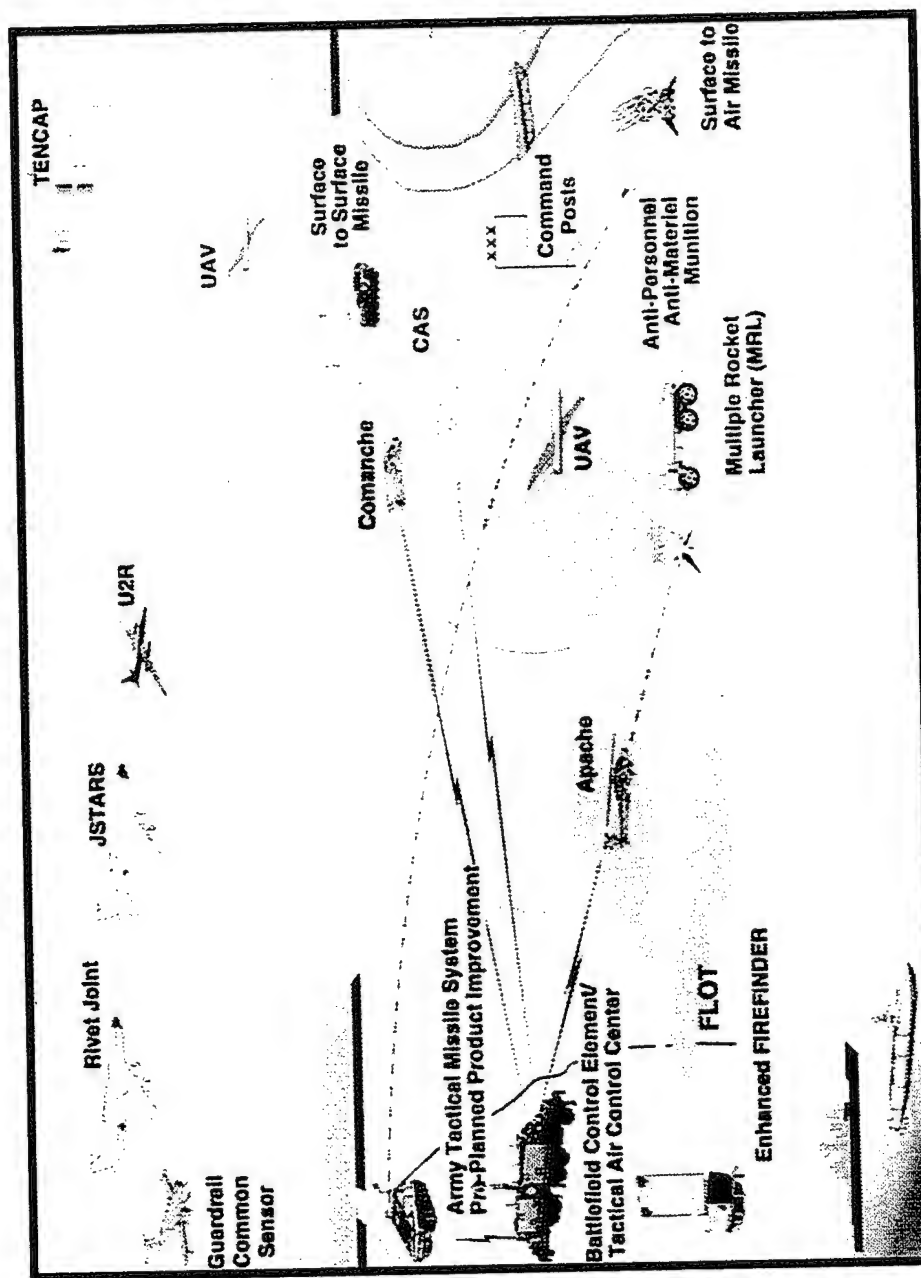 Rivet Joint
JSTARS
U2R
TENCAP
Guardrail
Common
Sensor
UAV
Surface
to Surface
Missile
Comanche
CAS
Army Tactical Missile System
Pre-Planned Product Improvement
xxx
Command
Posts
UAV
Battlefield Control Element/
Tactical Air Control Center
Apache
FLOT
Anti-Personnel
Anti-Materiel
Munition
Surface to
Air Missile
Multiple Rocket
Launcher (MRL)
Enhanced FIREFINDER